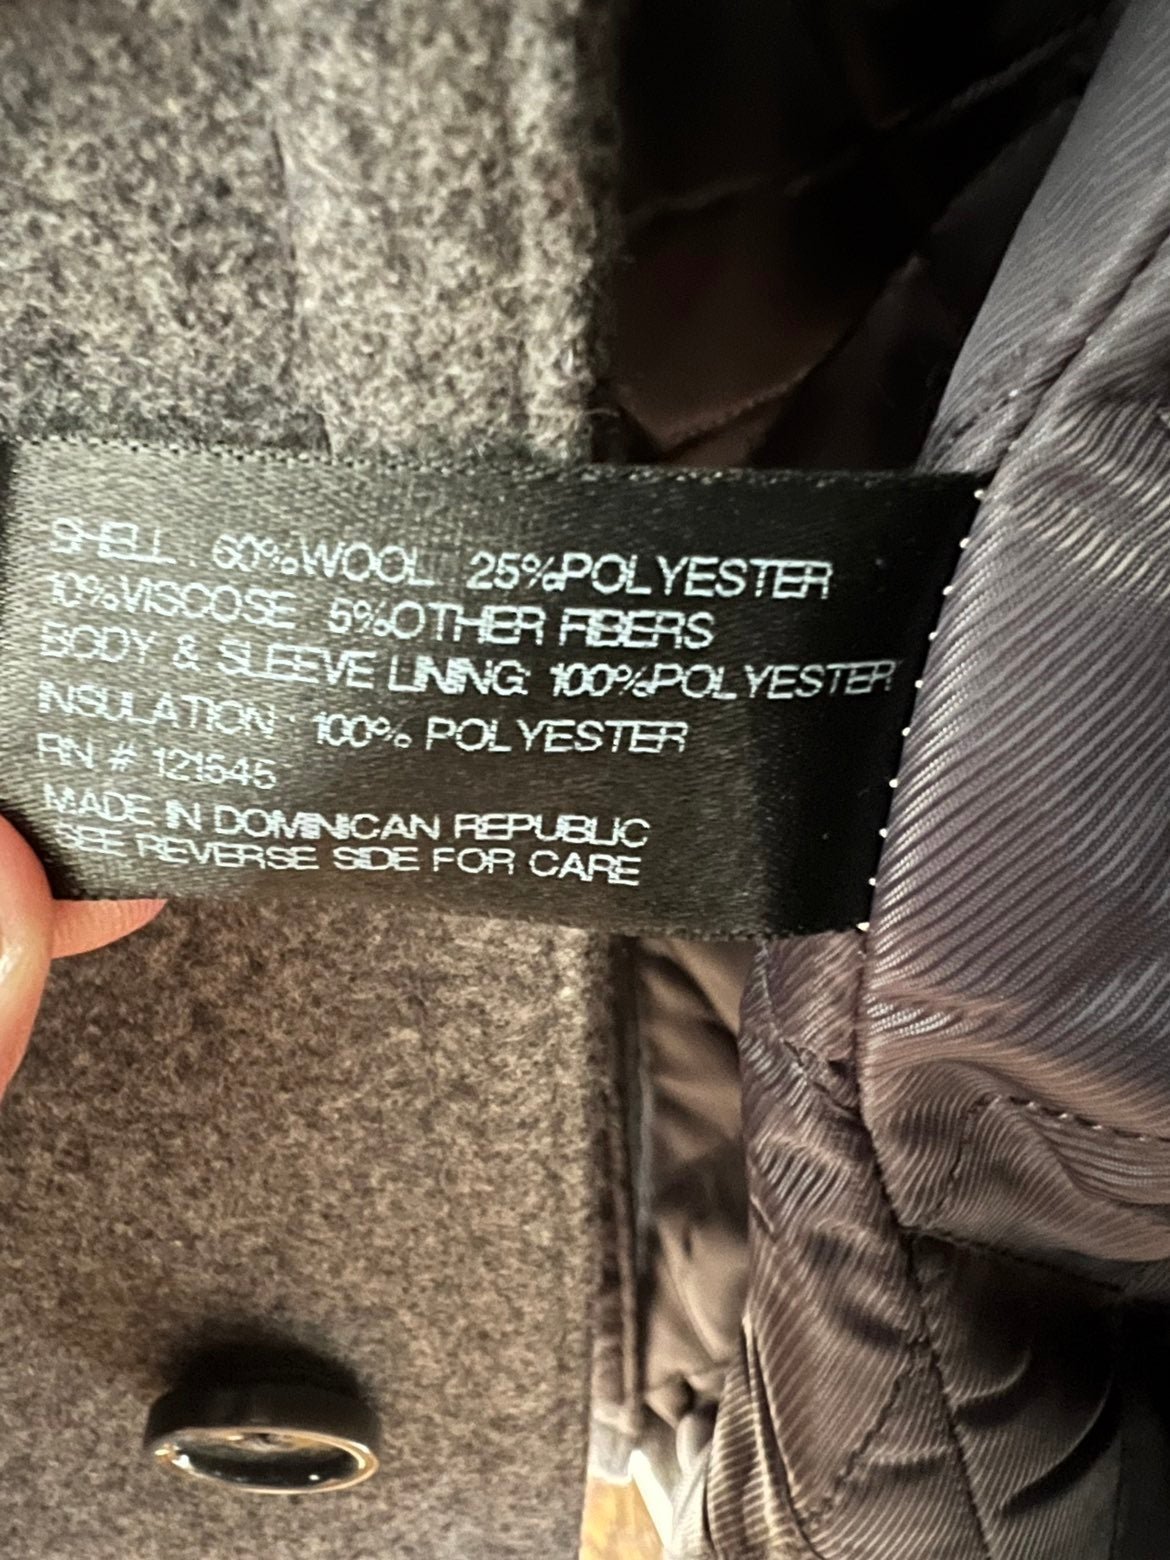 SHELL : 60%WOOL 25%POLYESTER
10%VISCOSE 5%OTHER FIBERS
BODY & SLEEVE LINING: 100%POLYESTER
INSULATION : 100% POLYESTER
RN # 121545
MADE IN DOMINICAN REPUBLIC
SEE REVERSE SIDE FOR CARE